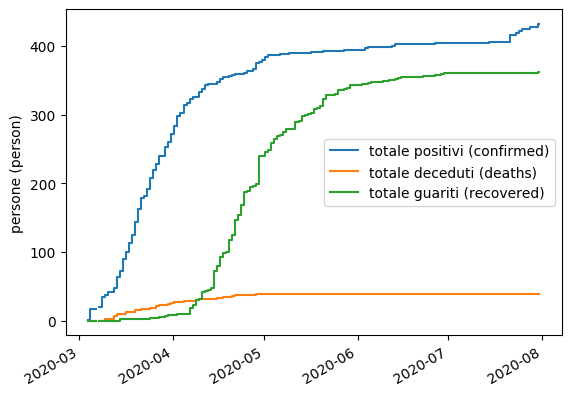 400
300
200
100
0
persone (person)
totale positivi (confirmed)
totale deceduti (deaths)
totale guariti (recovered)
2020-03
2020-04
2020-05
2020-06
2020-07
2020-08